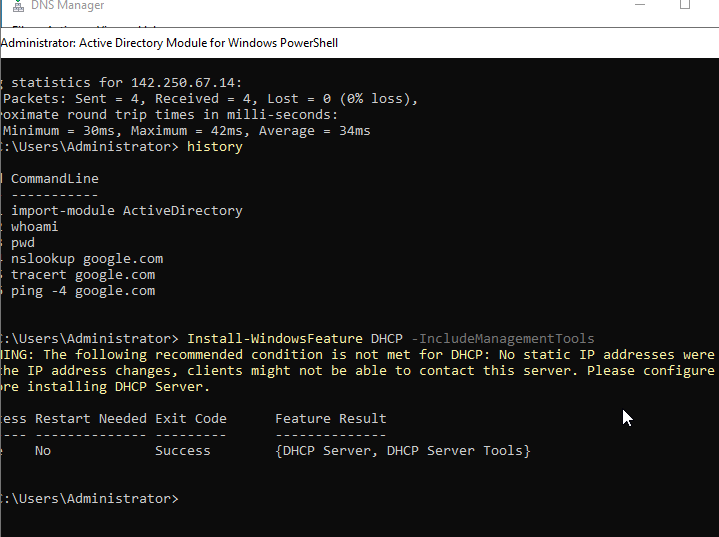 DNS Manager
Administrator: Active Directory Module for Windows PowerShell
g statistics for 142.250.67.14:
Packets: Sent = 4, Received = 4, Lost = 0 (0% loss),
roximate round trip times in milli-seconds:
Minimum = 30ms, Maximum = 42ms, Average = 34ms
C:\Users\Administrator> history
CommandLine
-----------
import-module ActiveDirectory
whoami
pwd
nslookup google.com
tracert google.com
ping -4 google.com
C:\Users\Administrator> Install-WindowsFeature DHCP -IncludeManagementTools
NING: The following recommended condition is not met for DHCP: No static IP addresses were
the IP address changes, clients might not be able to contact this server. Please configure
ore installing DHCP Server.
cess Restart Needed Exit Code Feature Result
---- -------------- --------- --------------
No Success {DHCP Server, DHCP Server Tools}
C:\Users\Administrator>